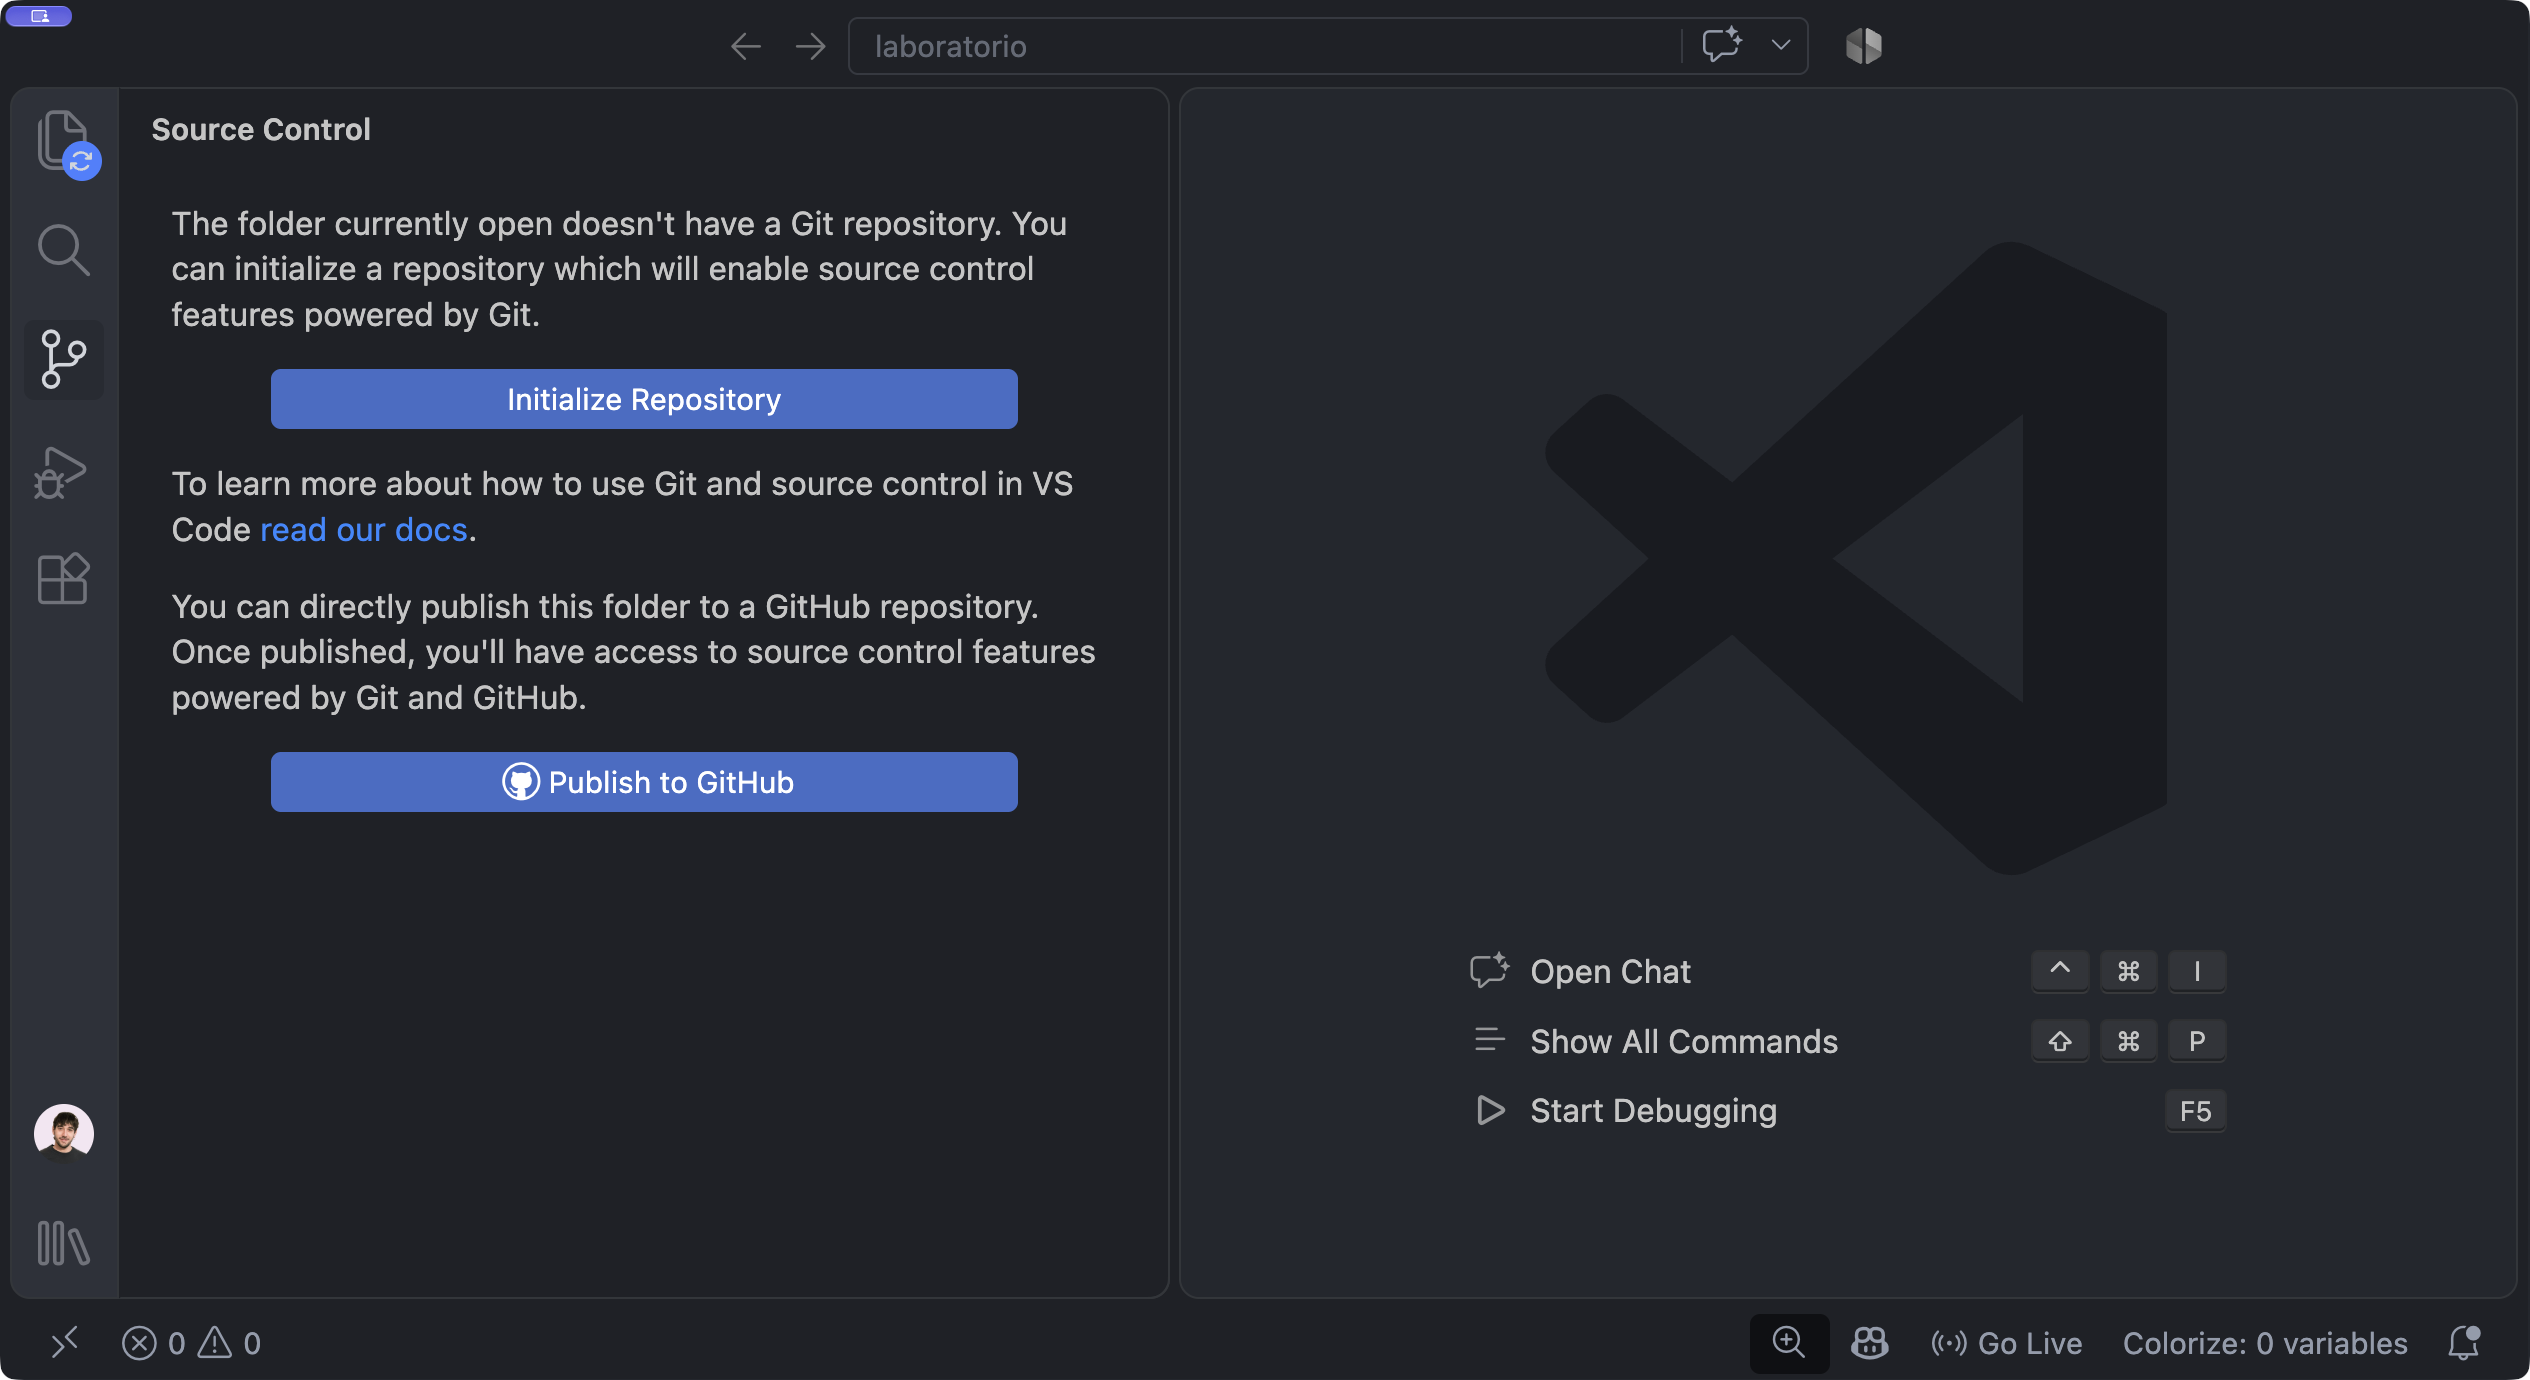 laboratorio
Source Control
The folder currently open doesn't have a Git repository. You
can initialize a repository which will enable source control
features powered by Git.
Initialize Repository
To learn more about how to use Git and source control in VS
Code read our docs.
You can directly publish this folder to a GitHub repository.
Once published, you'll have access to source control features
powered by Git and GitHub.
Publish to GitHub
Open Chat ^ ⌘ I
Show All Commands ⇧ ⌘ P
Start Debugging F5
0 0
Go Live Colorize: 0 variables